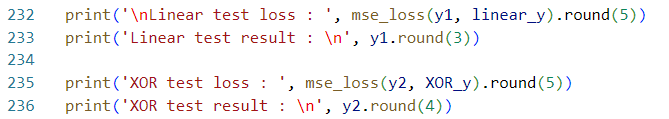 232 print('\nLinear test loss : ', mse_loss(y1, linear_y).round(5))
233 print('Linear test result : \n', y1.round(3))
234
235 print('XOR test loss : ', mse_loss(y2, XOR_y).round(5))
236 print('XOR test result : \n', y2.round(4))